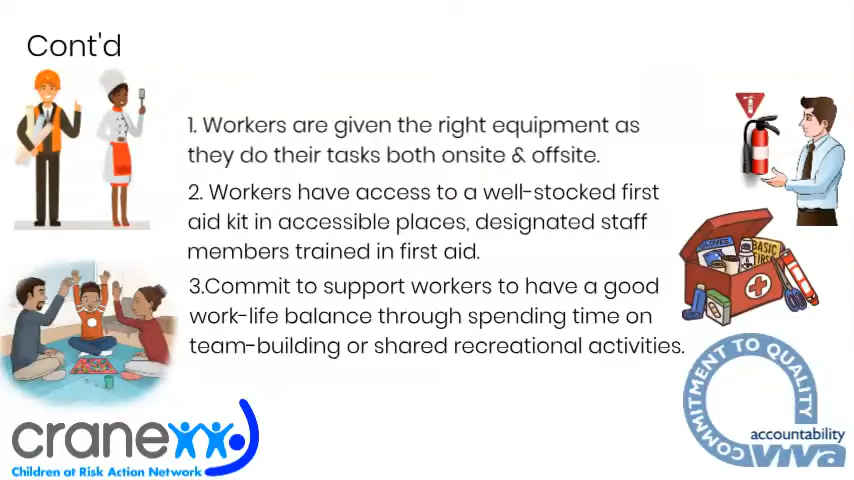 Cont'd
1. Workers are given the right equipment as
they do their tasks both onsite & offsite.
2. Workers have access to a well-stocked first
aid kit in accessible places, designated staff
members trained in first aid.
3.Commit to support workers to have a good
work-life balance through spending time on
team-building or shared recreational activities.
GLOVES
BASIC
FIRST
COMMITMENT TO QUALITY
accountability
viva
crane
Children at Risk Action Network